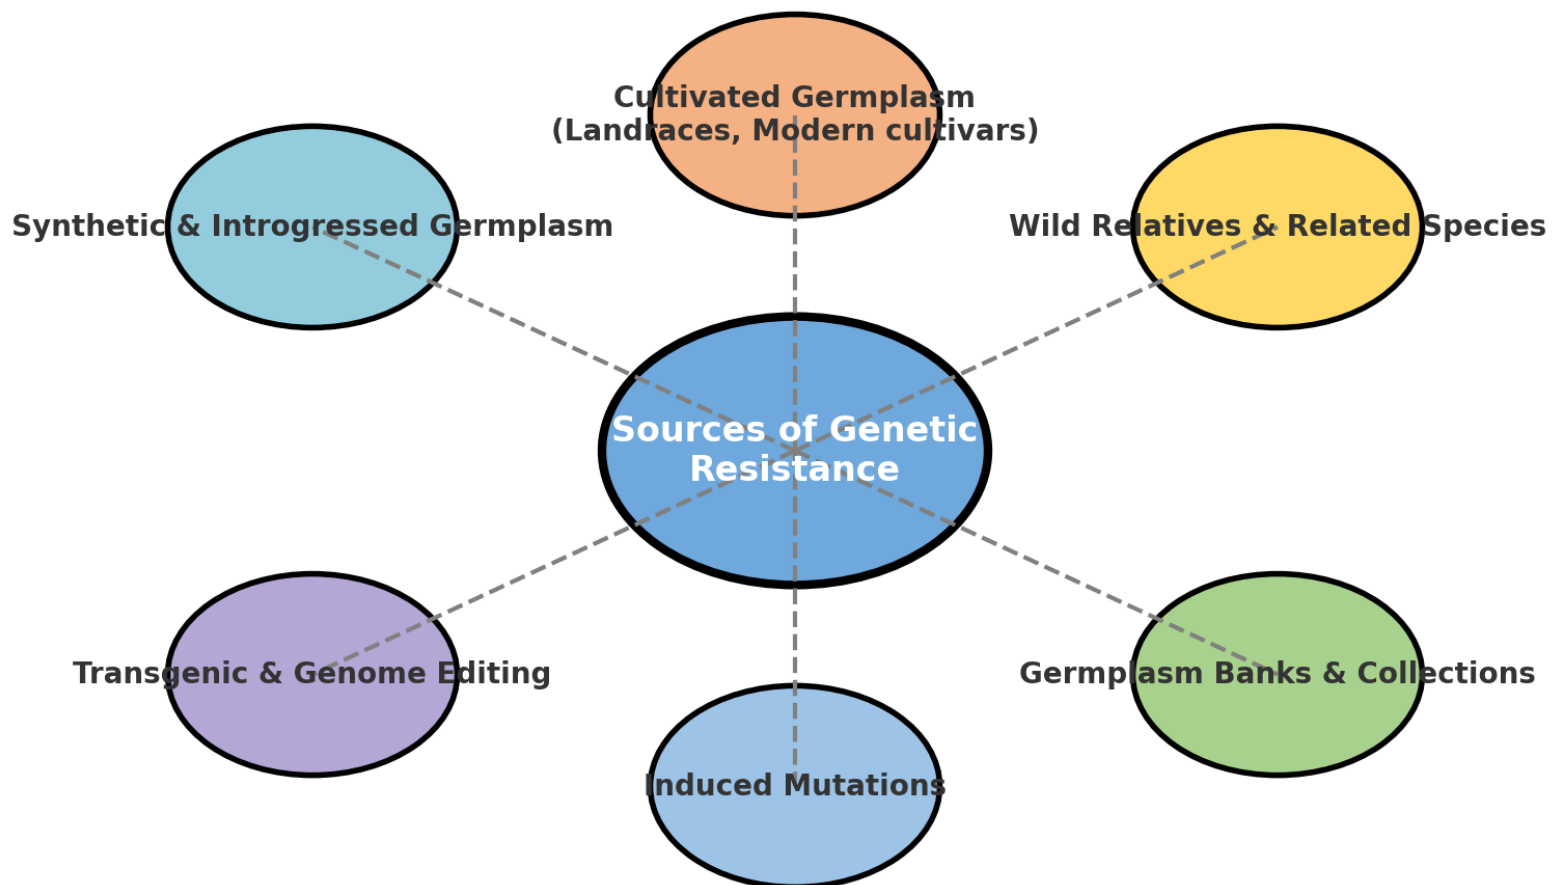 Cultivated Germplasm
(Landraces, Modern cultivars)
Synthetic & Introgressed Germplasm
Wild Relatives & Related Species
Sources of Genetic
Resistance
Transgenic & Genome Editing
Germplasm Banks & Collections
Induced Mutations